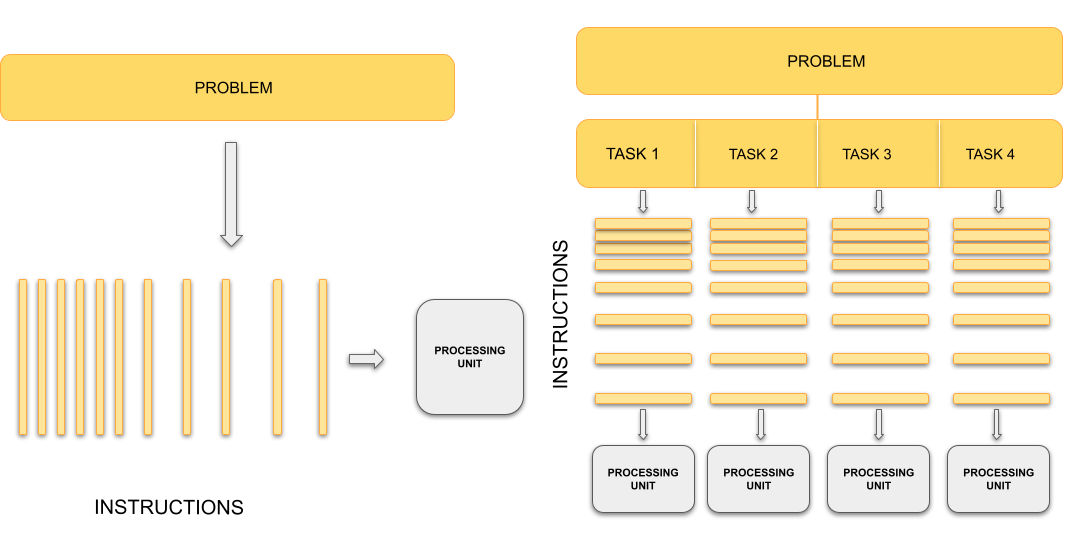 PROBLEM
PROCESSING
UNIT
INSTRUCTIONS
PROBLEM
TASK 1
TASK 2
TASK 3
TASK 4
INSTRUCTIONS
PROCESSING
UNIT
PROCESSING
UNIT
PROCESSING
UNIT
PROCESSING
UNIT